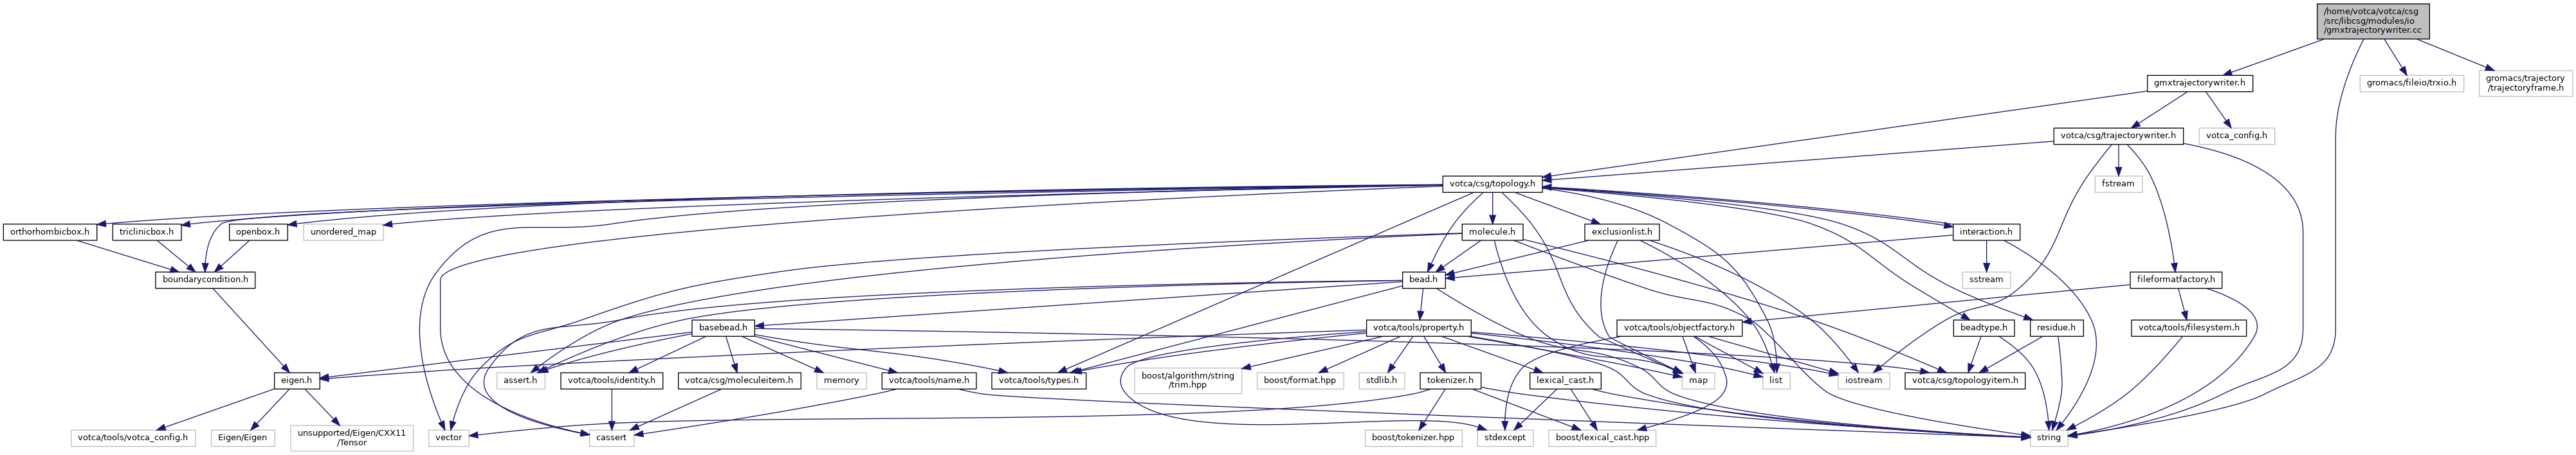 /home/votca/votca/csg
/src/libcsg/modules/io
/gmxtrajectorywriter.cc
gmxtrajectorywriter.h
gromacs/fileio/trxio.h
gromacs/trajectory
/trajectoryframe.h
votca/csg/trajectorywriter.h
votca_config.h
votca/csg/topology.h
fstream
orthorhombicbox.h
triclinicbox.h
openbox.h
unordered_map
molecule.h
exclusionlist.h
interaction.h
boundarycondition.h
bead.h
sstream
fileformatfactory.h
basebead.h
votca/tools/property.h
votca/tools/objectfactory.h
beadtype.h
residue.h
votca/tools/filesystem.h
eigen.h
assert.h
votca/tools/identity.h
votca/csg/moleculeitem.h
memory
votca/tools/name.h
votca/tools/types.h
boost/algorithm/string
/trim.hpp
boost/format.hpp
stdlib.h
tokenizer.h
lexical_cast.h
map
list
iostream
votca/csg/topologyitem.h
votca/tools/votca_config.h
Eigen/Eigen
unsupported/Eigen/CXX11
/Tensor
vector
cassert
boost/tokenizer.hpp
stdexcept
boost/lexical_cast.hpp
string